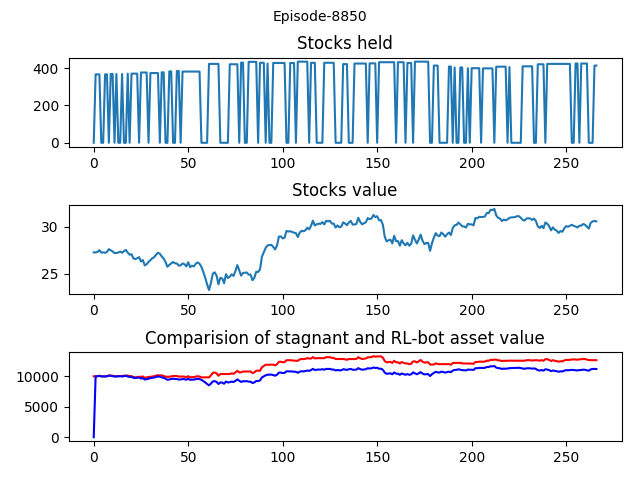 Episode-8850
Stocks held
400
200
0
0 50 100 150 200 250
Stocks value
30
25
0 50 100 150 200 250
Comparision of stagnant and RL-bot asset value
10000
5000
0
0 50 100 150 200 250